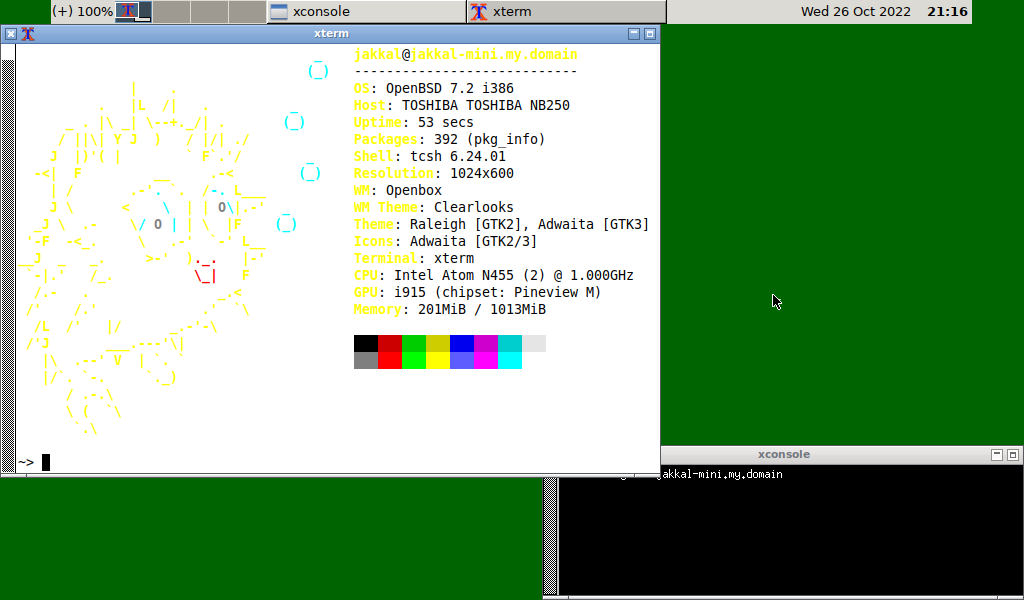 (+) 100%
xconsole
xterm
Wed 26 Oct 2022 21:16
xterm
jakkal@jakkal-mini.my.domain
----------------------------
OS: OpenBSD 7.2 i386
Host: TOSHIBA TOSHIBA NB250
Uptime: 53 secs
Packages: 392 (pkg_info)
Shell: tcsh 6.24.01
Resolution: 1024x600
WM: Openbox
WM Theme: Clearlooks
Theme: Raleigh [GTK2], Adwaita [GTK3]
Icons: Adwaita [GTK2/3]
Terminal: xterm
CPU: Intel Atom N455 (2) @ 1.000GHz
GPU: i915 (chipset: Pineview M)
Memory: 201MiB / 1013MiB
~>
xconsole
jakkal-mini.my.domain